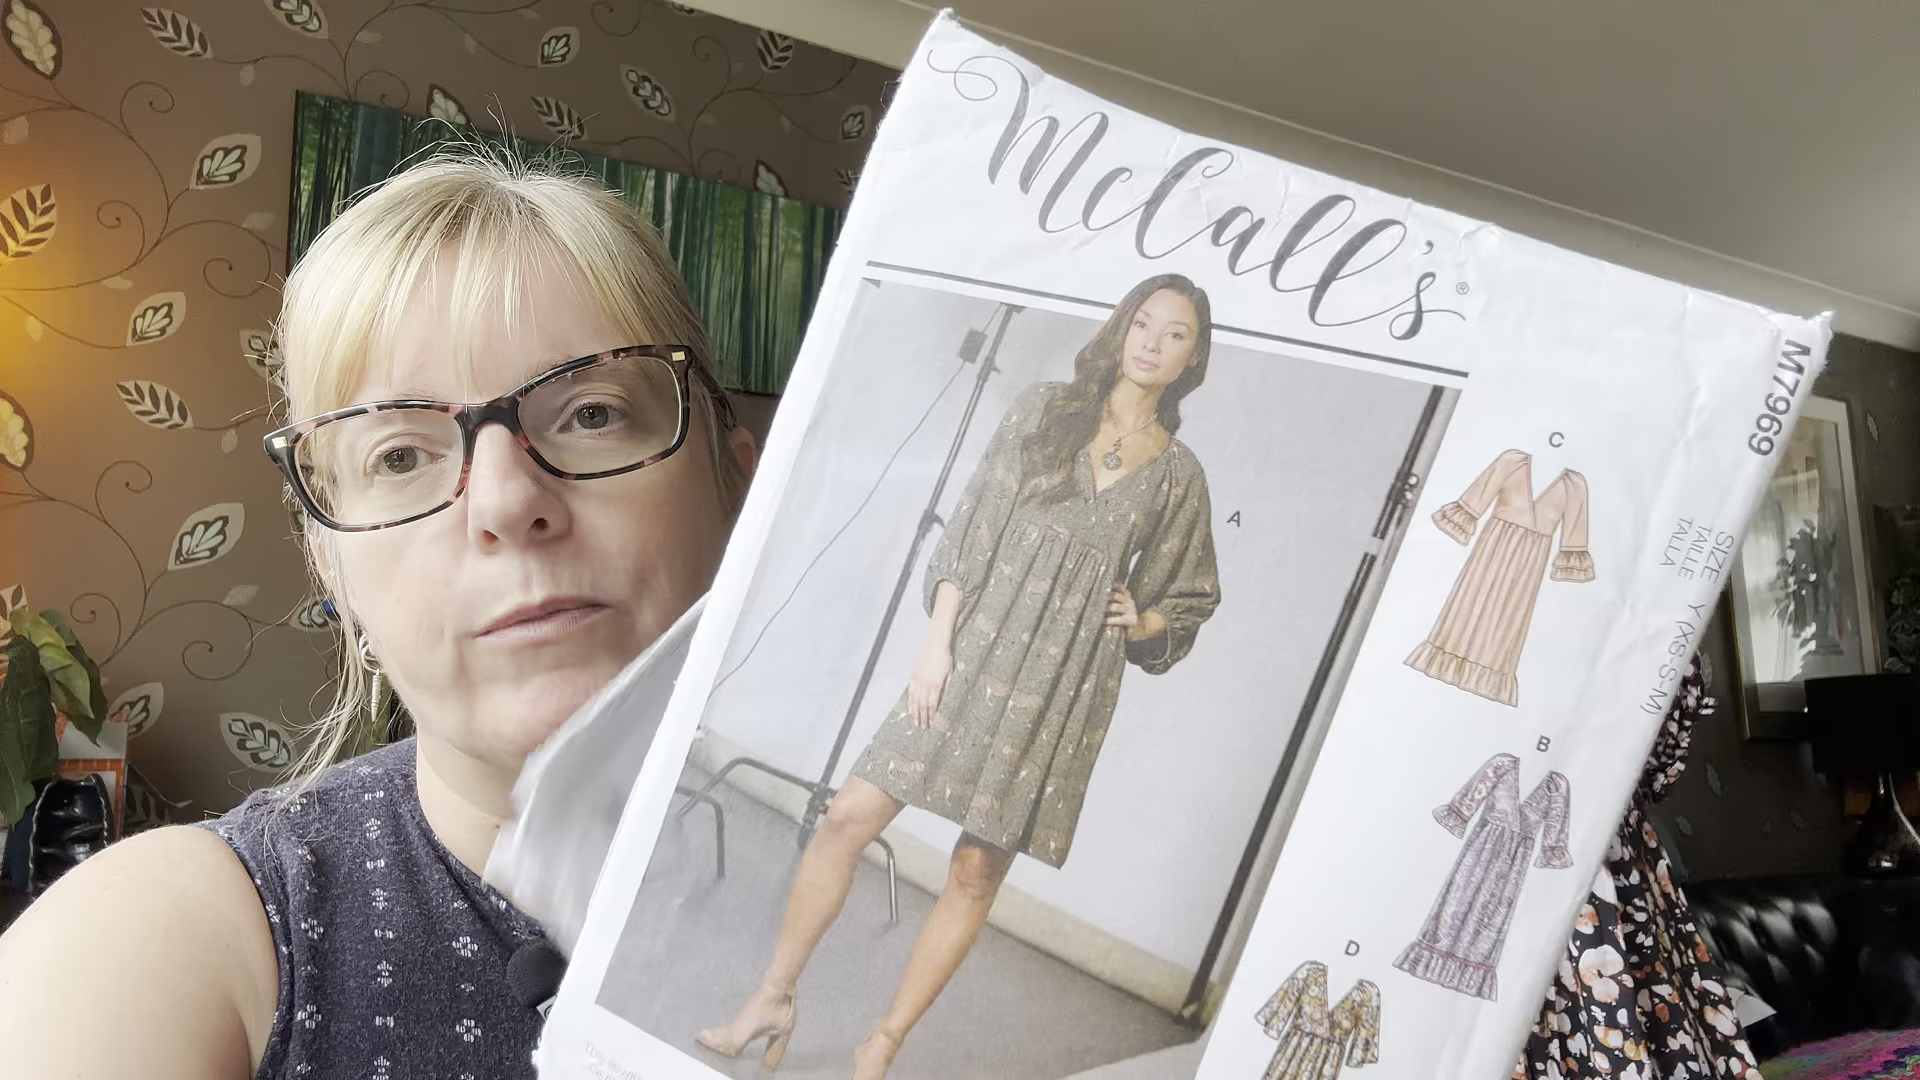 McCall's®
M7969
SIZE
TAILLE
TALLA
Y (XS-S-M)
C
A
B
D